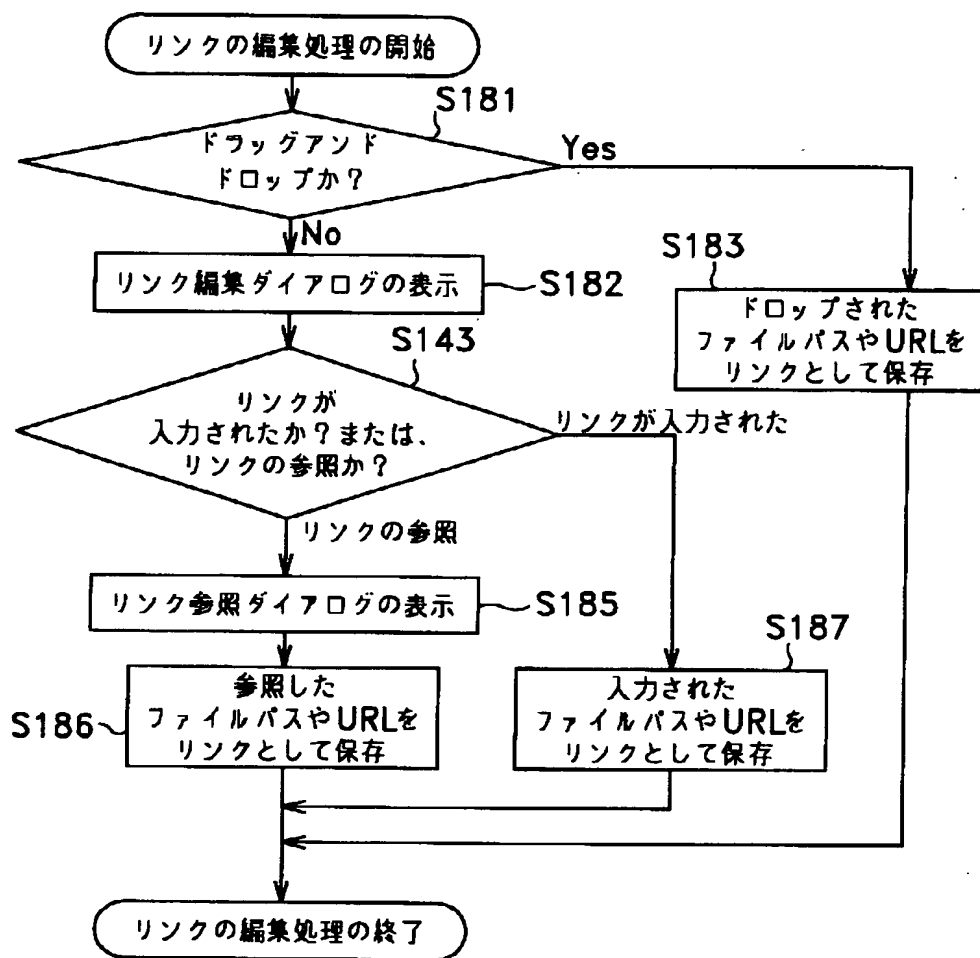 リンクの編集処理の開始
S181
ドラッグアンド
ドロップか?
Yes
No
S183
リンク編集ダイアログの表示
S182
ドロップされた
ファイルパスやURLを
リンクとして保存
S143
リンクが
入力されたか?または、
リンクの参照か?
リンクが入力された
リンクの参照
リンク参照ダイアログの表示
S185
S187
参照した
ファイルパスやURLを
リンクとして保存
S186
入力された
ファイルパスやURLを
リンクとして保存
リンクの編集処理の終了